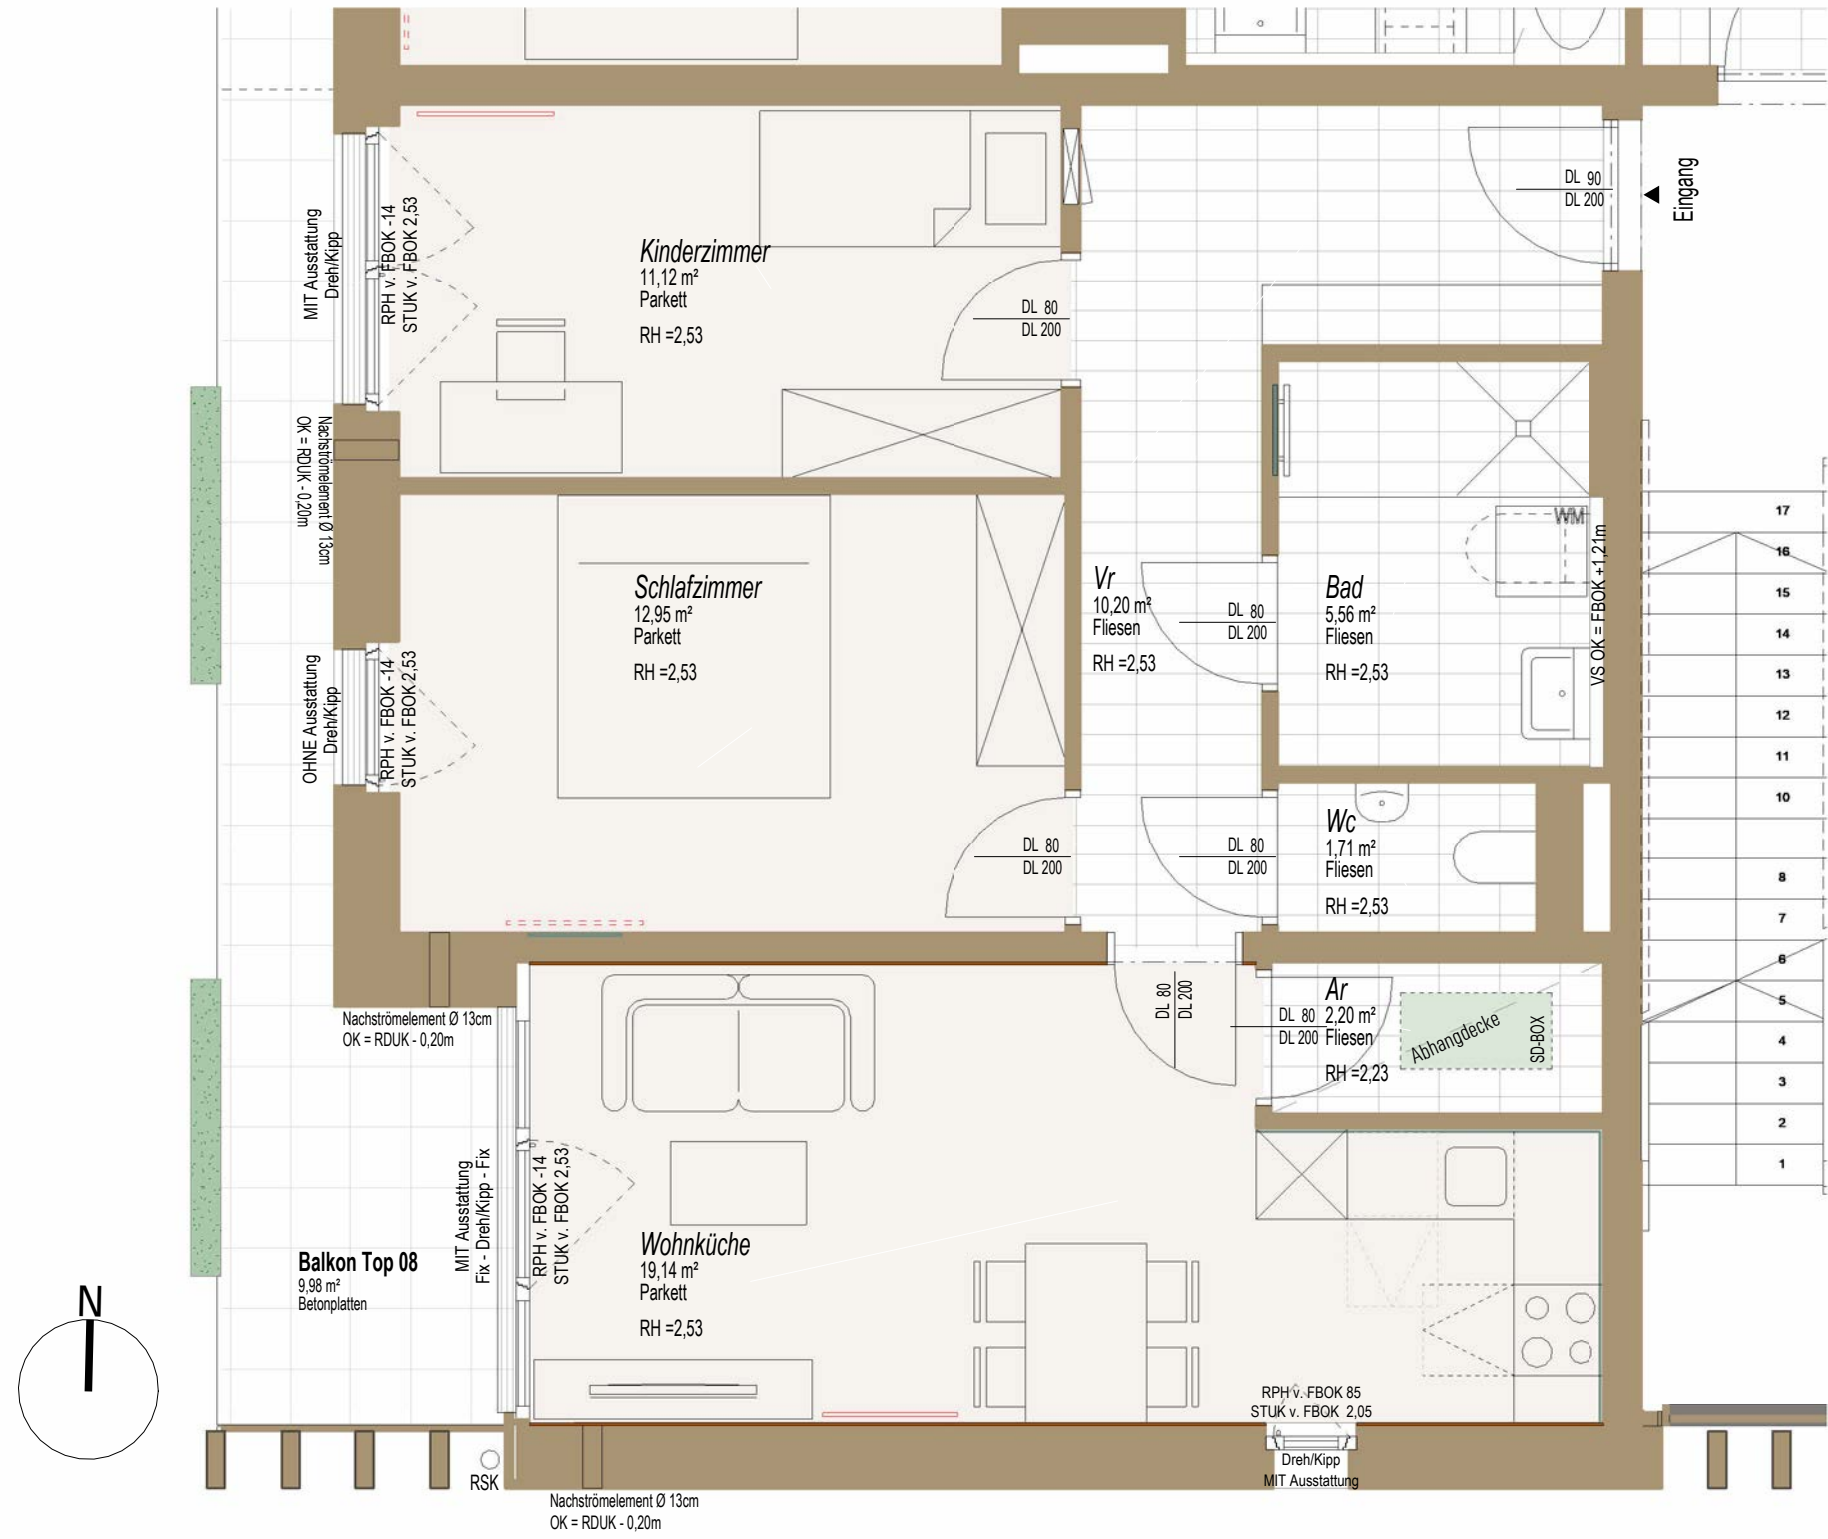 Eingang
DL 90
DL 200
MIT Ausstattung
Dreh/Kipp
RPH v. FBOK -14
STUK v. FBOK 2,53
Kinderzimmer
11,12 m²
Parkett
RH =2,53
DL 80
DL 200
Nachströmelement Ø 13cm
OK = RDUK - 0,20m
Schlafzimmer
12,95 m²
Parkett
RH =2,53
OHNE Ausstattung
Dreh/Kipp
RPH v. FBOK -14
STUK v. FBOK 2,53
DL 80
DL 200
Vr
10,20 m²
Fliesen
RH =2,53
DL 80
DL 200
Bad
5,56 m²
Fliesen
RH =2,53
WM
VS OK = FBOK +1,21m
DL 80
DL 200
Wc
1,71 m²
Fliesen
RH =2,53
17
16
15
14
13
12
11
10
8
7
6
5
4
3
2
1
DL 80
DL 200
DL 80
DL 200
Ar
2,20 m²
Fliesen
RH =2,23
Abhangdecke
SD-BOX
Nachströmelement Ø 13cm
OK = RDUK - 0,20m
MIT Ausstattung
Fix - Dreh/Kipp - Fix
RPH v. FBOK -14
STUK v. FBOK 2,53
Balkon Top 08
9,98 m²
Betonplatten
Wohnküche
19,14 m²
Parkett
RH =2,53
RPH v. FBOK 85
STUK v. FBOK 2,05
Dreh/Kipp
MIT Ausstattung
N
RSK
Nachströmelement Ø 13cm
OK = RDUK - 0,20m